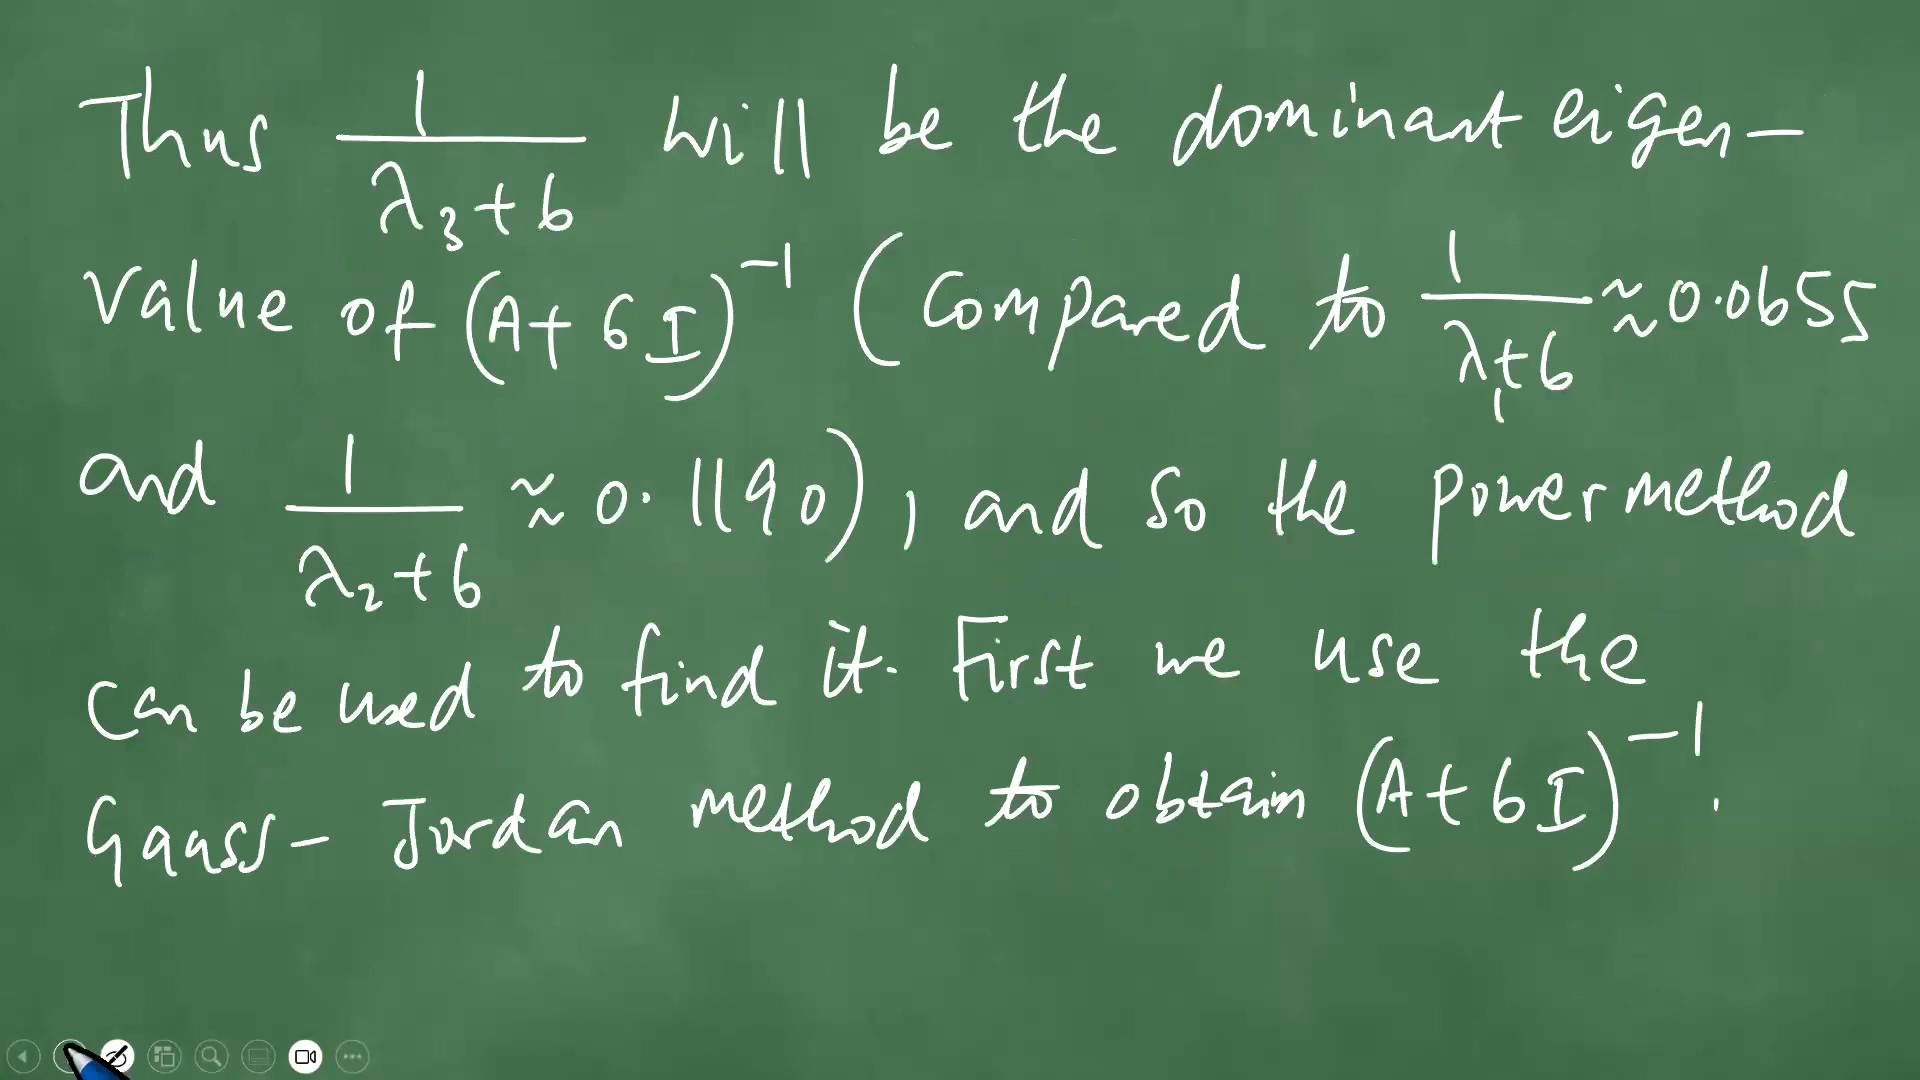 Thus 1/(λ₃+6) will be the dominant eigen-
value of (A+6I)⁻¹ (compared to 1/(λ₁+6) ≈ 0.0655
and 1/(λ₂+6) ≈ 0.1190), and so the power method
can be used to find it. First we use the
Gauss-Jordan method to obtain (A+6I)⁻¹.